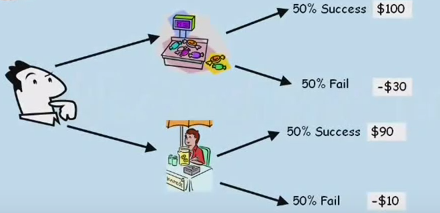 50% Success $100
50% Fail -$30
50% Success $90
50% Fail -$10